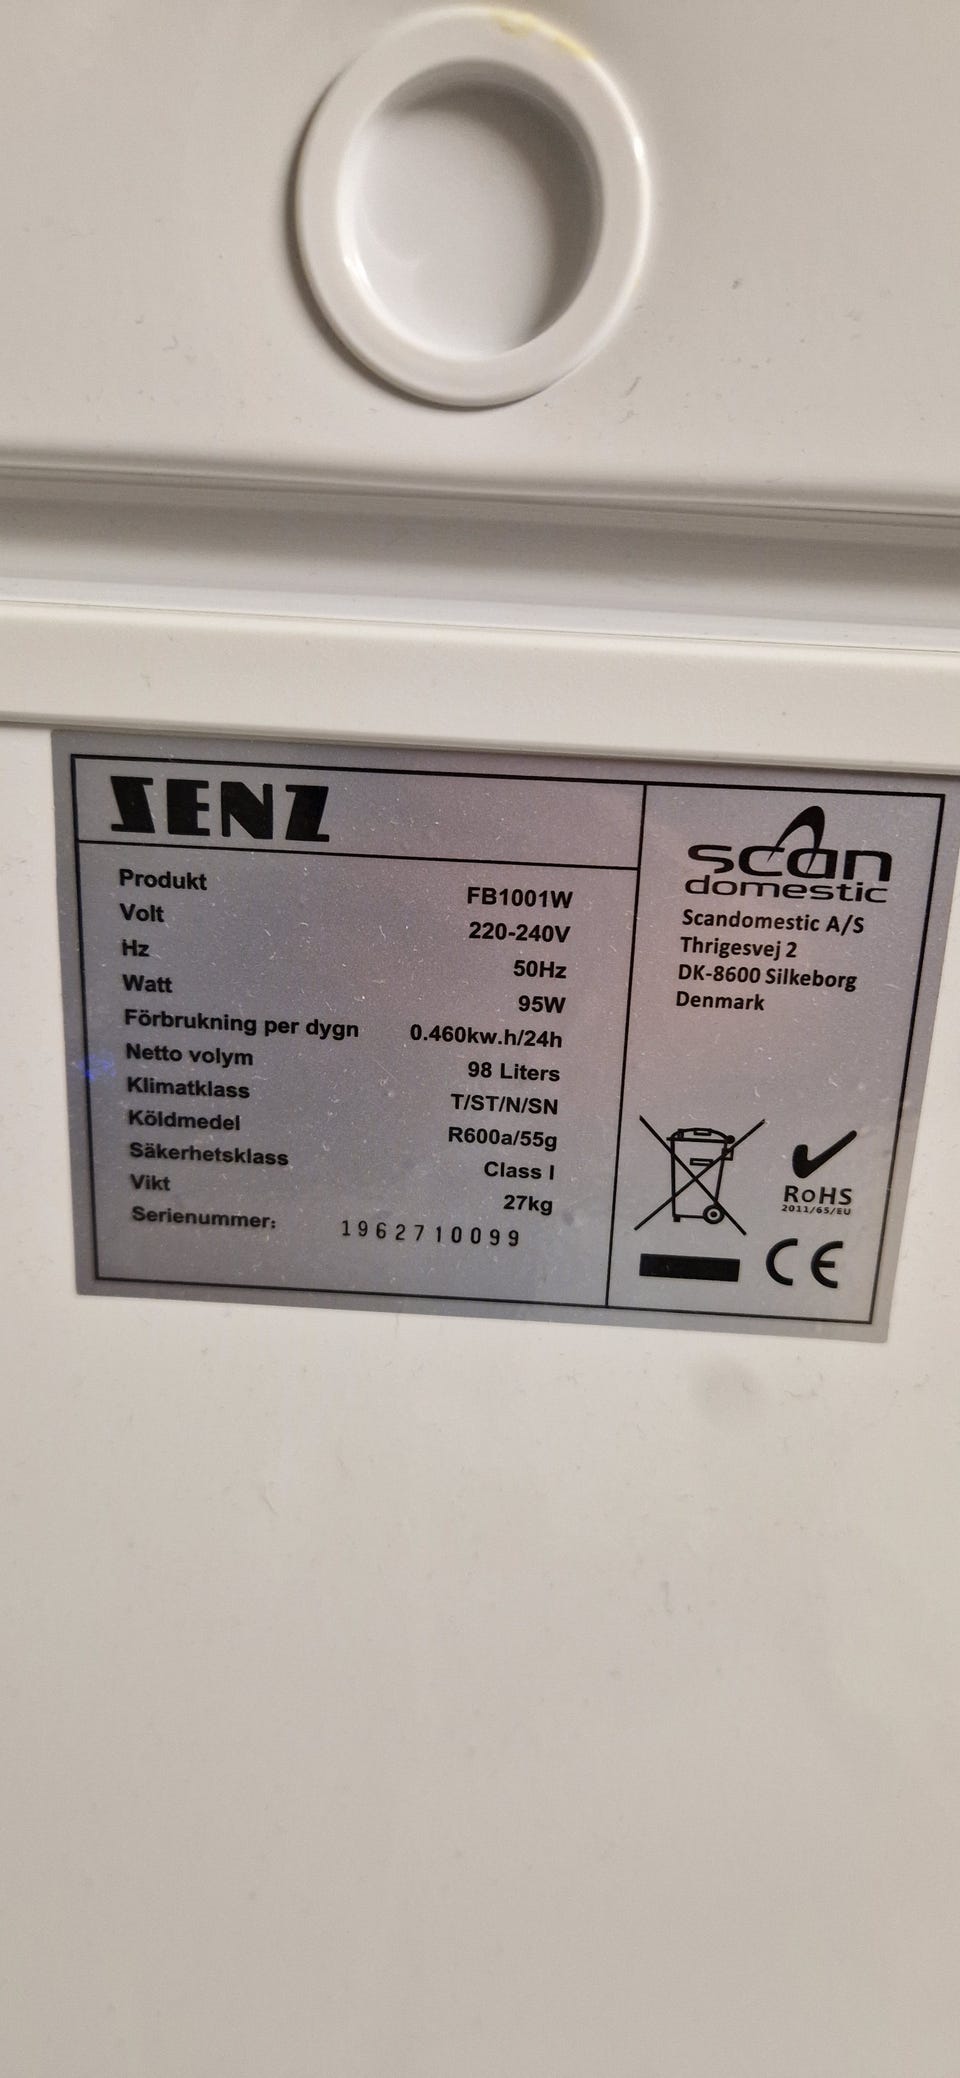 SENZ
Produkt FB1001W
Volt 220-240V
Hz 50Hz
Watt 95W
Förbrukning per dygn 0.460kw.h/24h
Netto volym 98 Liters
Klimatklass T/ST/N/SN
Köldmedel R600a/55g
Säkerhetsklass Class I
Vikt 27kg
Serienummer: 1962710099
scan
domestic
Scandomestic A/S
Thrigesvej 2
DK-8600 Silkeborg
Denmark
RoHS
2011/65/EU
CE